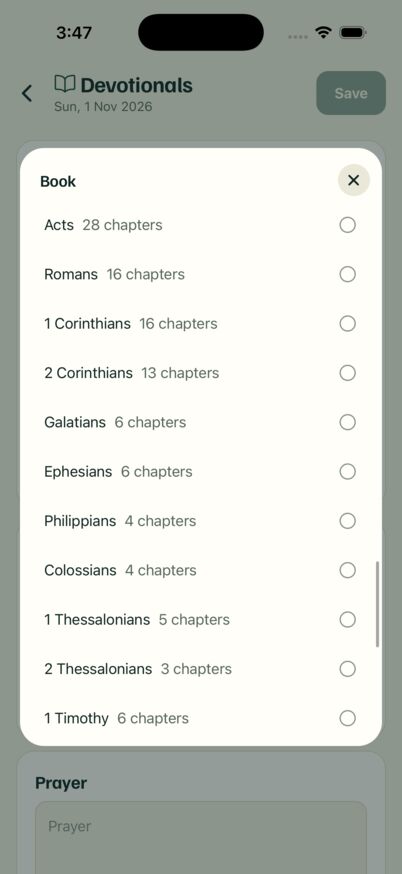 3:47
Devotionals
Sun, 1 Nov 2026
Save
Book
Acts 28 chapters
Romans 16 chapters
1 Corinthians 16 chapters
2 Corinthians 13 chapters
Galatians 6 chapters
Ephesians 6 chapters
Philippians 4 chapters
Colossians 4 chapters
1 Thessalonians 5 chapters
2 Thessalonians 3 chapters
1 Timothy 6 chapters
Prayer
Prayer